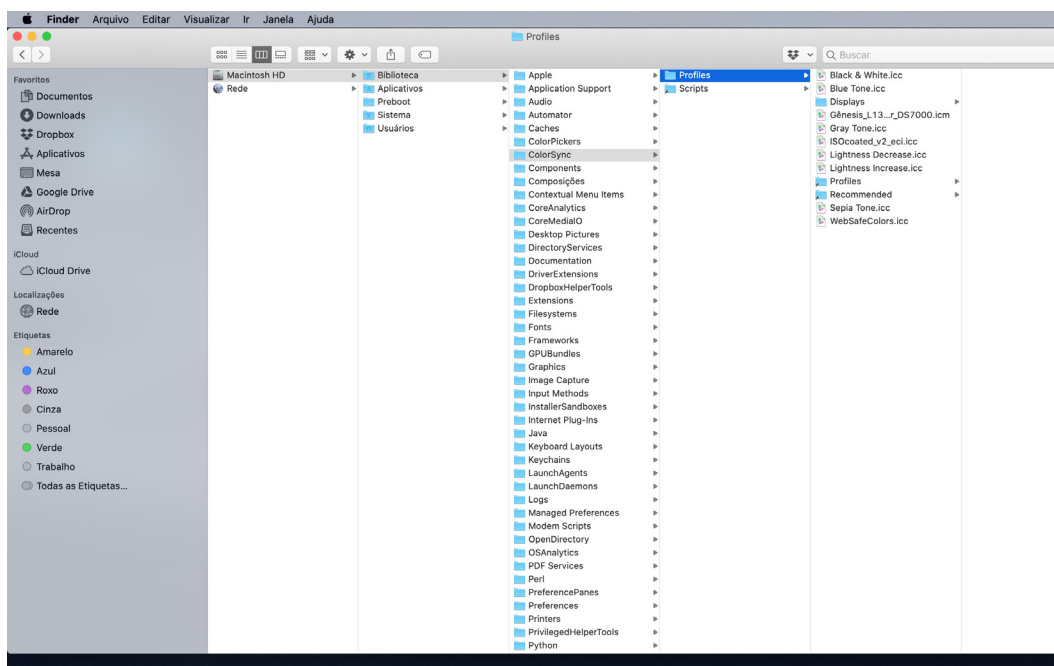 Finder Arquivo Editar Visualizar Ir Janela Ajuda
Profiles
Buscar
Favoritos
Documentos
Downloads
Dropbox
Aplicativos
Mesa
Google Drive
AirDrop
Recentes
iCloud
iCloud Drive
Localizações
Rede
Etiquetas
Amarelo
Azul
Roxo
Cinza
Pessoal
Verde
Trabalho
Todas as Etiquetas...
Macintosh HD
Rede
Biblioteca
Aplicativos
Preboot
Sistema
Usuários
Apple
Application Support
Audio
Automator
Caches
ColorPickers
ColorSync
Components
Composições
Contextual Menu Items
CoreAnalytics
CoreMediaIO
Desktop Pictures
DirectoryServices
Documentation
DriverExtensions
DropboxHelperTools
Extensions
Filesystems
Fonts
Frameworks
GPUBundles
Graphics
Image Capture
Input Methods
InstallerSandboxes
Internet Plug-Ins
Java
Keyboard Layouts
Keychains
LaunchAgents
LaunchDaemons
Logs
Managed Preferences
Modem Scripts
OpenDirectory
OSAnalytics
PDF Services
Perl
PreferencePanes
Preferences
Printers
PrivilegedHelperTools
Python
Profiles
Scripts
Black & White.icc
Blue Tone.icc
Displays
Gênesis_L13...r_DS7000.icm
Gray Tone.icc
ISOcoated_v2_eci.icc
Lightness Decrease.icc
Lightness Increase.icc
Profiles
Recommended
Sepia Tone.icc
WebSafeColors.icc